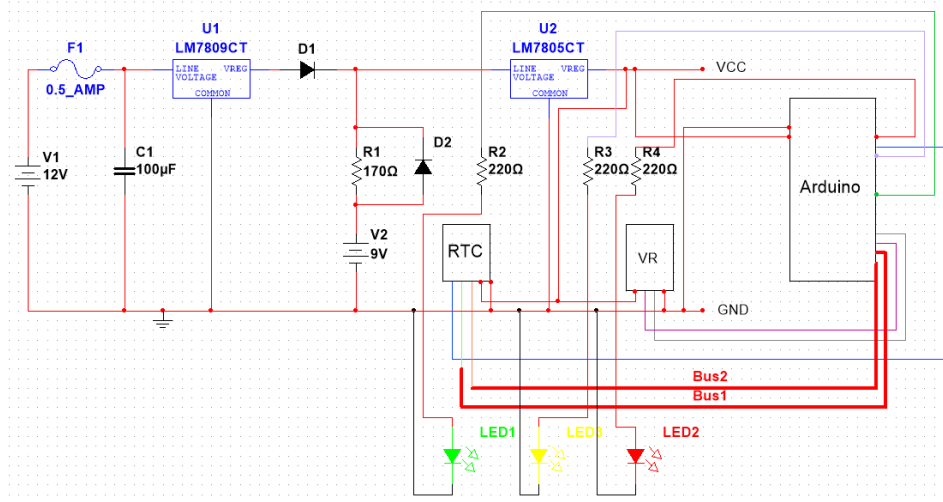 F1
0.5_AMP
U1
LM7809CT
LINE VREG
VOLTAGE
COMMON
D1
U2
LM7805CT
LINE VREG
VOLTAGE
COMMON
VCC
V1
12V
C1
100µF
R1
170Ω
D2
R2
220Ω
R3
220Ω
R4
220Ω
Arduino
V2
9V
RTC
VR
GND
Bus2
Bus1
LED1
LED3
LED2